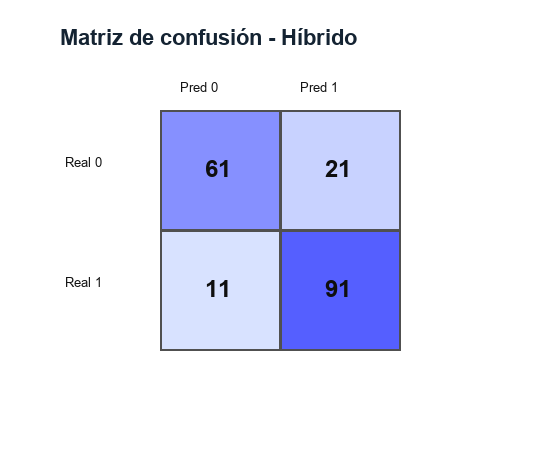 Matriz de confusión - Híbrido
Pred 0 Pred 1
Real 0 61 21
Real 1 11 91